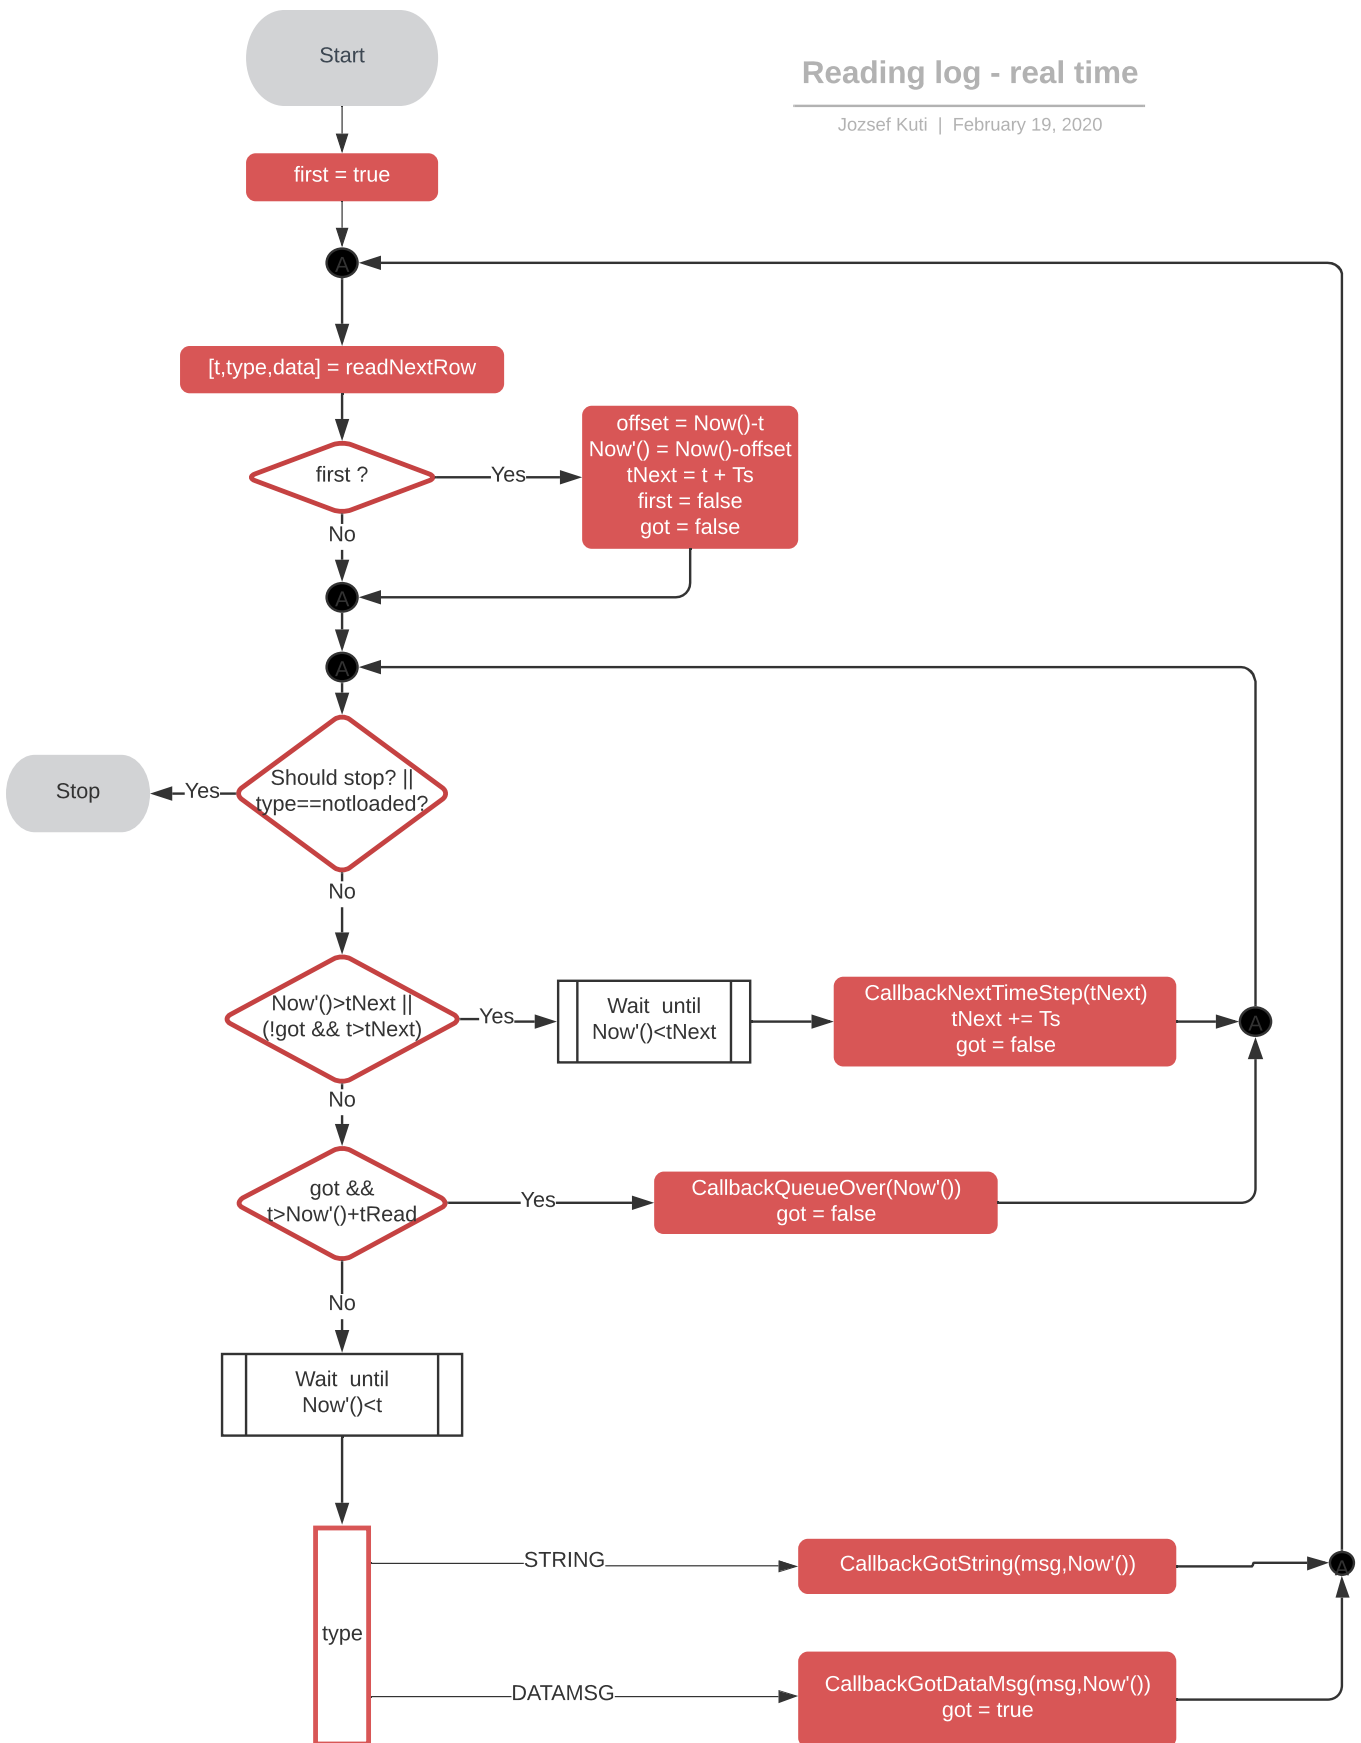 Start
Reading log - real time
Jozsef Kuti | February 19, 2020
first = true
A
[t,type,data] = readNextRow
first ?
Yes
offset = Now()-t
Now'() = Now()-offset
tNext = t + Ts
first = false
got = false
No
A
A
Should stop? ||
type==notloaded?
Yes
Stop
No
Now'()>tNext ||
(!got && t>tNext)
Yes
Wait until
Now'()<tNext
CallbackNextTimeStep(tNext)
tNext += Ts
got = false
A
No
got &&
t>Now'()+tRead
Yes
CallbackQueueOver(Now'())
got = false
No
Wait until
Now'()<t
type
STRING
CallbackGotString(msg,Now'())
A
DATAMSG
CallbackGotDataMsg(msg,Now'())
got = true